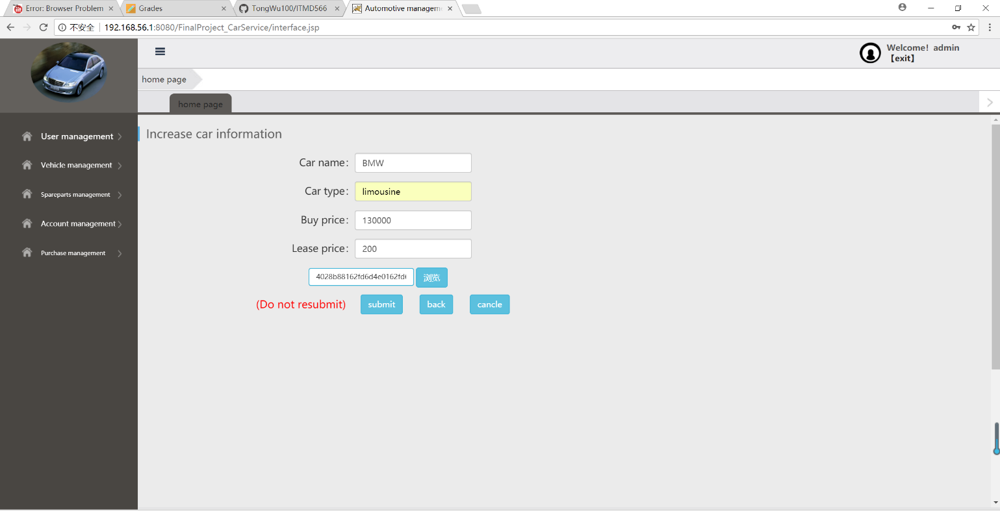 Error: Browser Problem
Grades
TongWu100/ITMD566
Automotive managem
不安全
192.168.56.1:8080/FinalProject_CarService/interface.jsp
Welcome! admin
【exit】
home page
home page
User management
Vehicle management
Spareparts management
Account management
Purchase management
Increase car information
Car name:
BMW
Car type:
limousine
Buy price:
130000
Lease price:
200
4028b88162fd6d4e0162fd6
浏览
(Do not resubmit)
submit
back
cancle